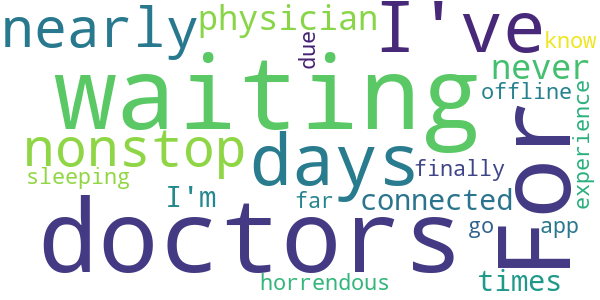 nearly
physician
due
I've
know
never
offline
waiting
experience
nonstop
days
For
finally
sleeping
I'm
far
connected
doctors
go
app
horrendous
times